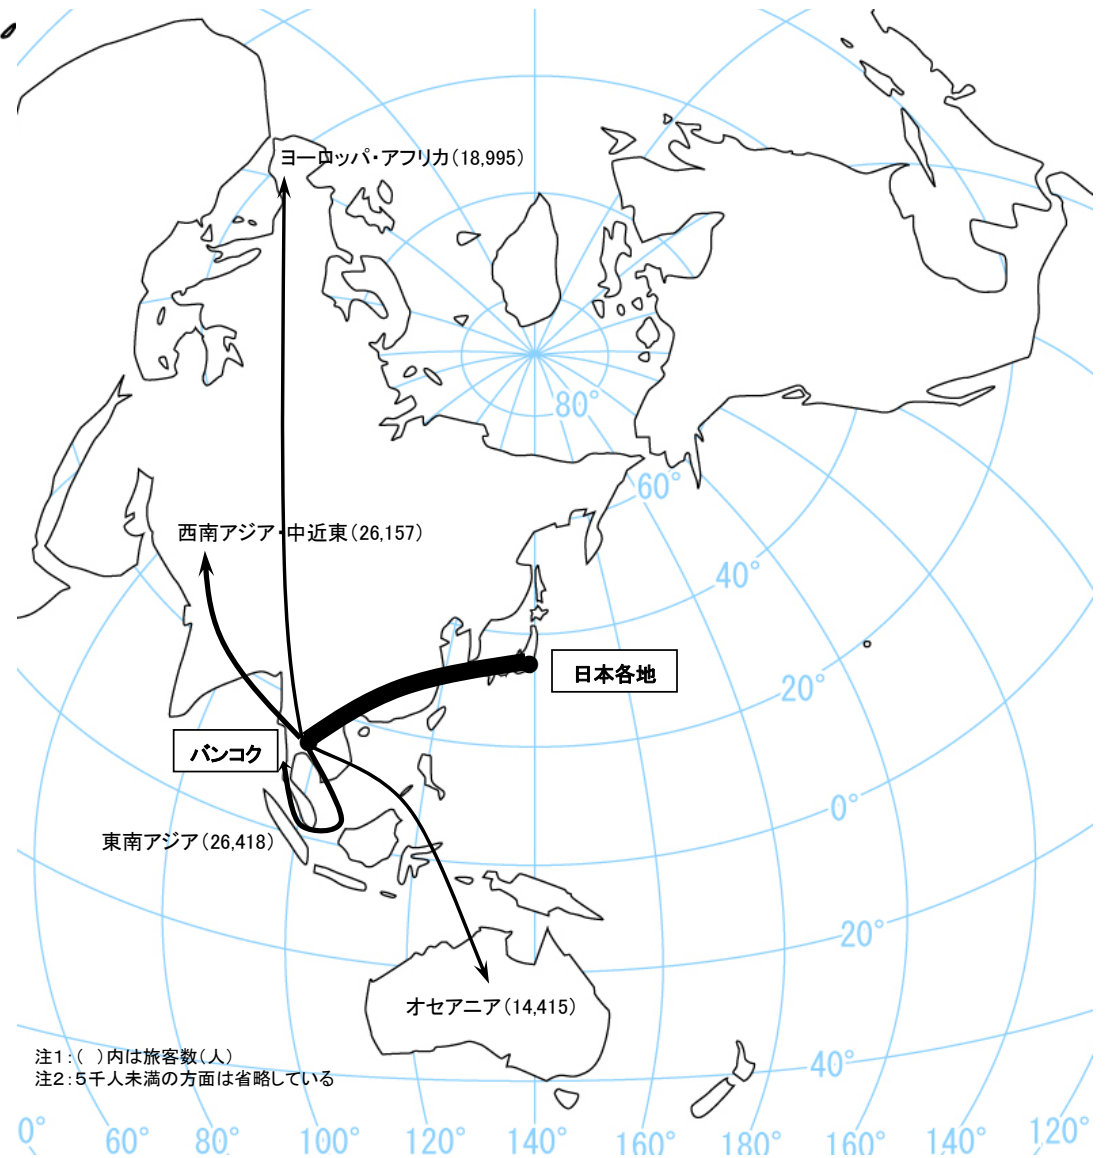 ヨーロッパ・アフリカ(18,995)
80°
60°
西南アジア・中近東(26,157)
40°
日本各地
20°
バンコク
0°
東南アジア(26,418)
20°
オセアニア(14,415)
注1:( )内は旅客数(人)
40°
注2:5千人未満の方面は省略している
0° 60° 80° 100° 120° 140° 160° 180° 160° 140° 120°